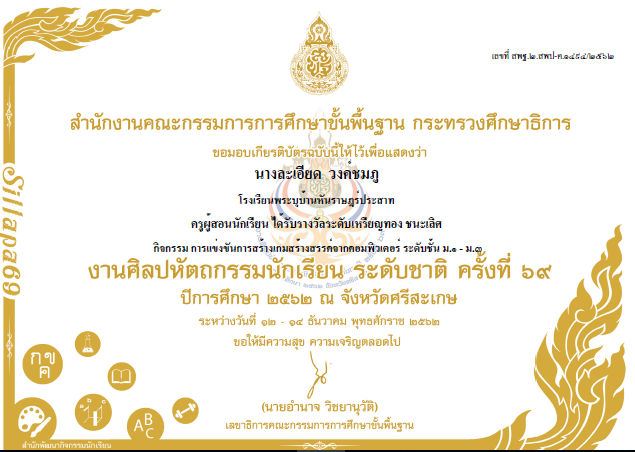 เลขที่ สพฐ.๒.สพป-ค.๑๔๙๔/๒๕๖๒
สำนักงานคณะกรรมการการศึกษาขั้นพื้นฐาน กระทรวงศึกษาธิการ
ขอมอบเกียรติบัตรฉบับนี้ให้ไว้เพื่อแสดงว่า
นางละเอียด วงค์ชมภู
โรงเรียนพระบุบ้านหันราษฎร์ประสาท
ครูผู้สอนนักเรียน ได้รับรางวัลระดับเหรียญทอง ชนะเลิศ
กิจกรรม การแข่งขันการสร้างเกมสร้างสรรค์จากคอมพิวเตอร์ ระดับชั้น ม.๑ - ม.๓
งานศิลปหัตถกรรมนักเรียน ระดับชาติ ครั้งที่ ๖๙
ปีการศึกษา ๒๕๖๒ ณ จังหวัดศรีสะเกษ
ระหว่างวันที่ ๑๒ - ๑๔ ธันวาคม พุทธศักราช ๒๕๖๒
ขอให้มีความสุข ความเจริญตลอดไป
(นายอำนาจ วิชยานุวัติ)
เลขาธิการคณะกรรมการการศึกษาขั้นพื้นฐาน
Sillapa69
ก ข
ค
A B
C
สำนักพัฒนากิจกรรมนักเรียน